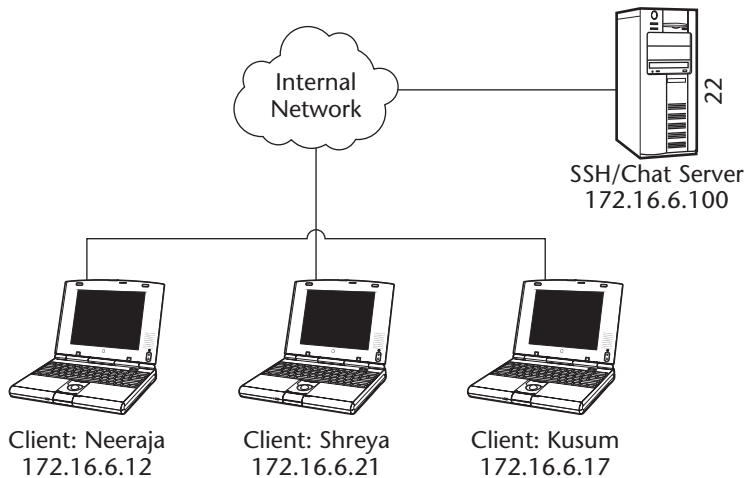 Internal
Network
22
SSH/Chat Server
172.16.6.100
Client: Neeraja
172.16.6.12
Client: Shreya
172.16.6.21
Client: Kusum
172.16.6.17